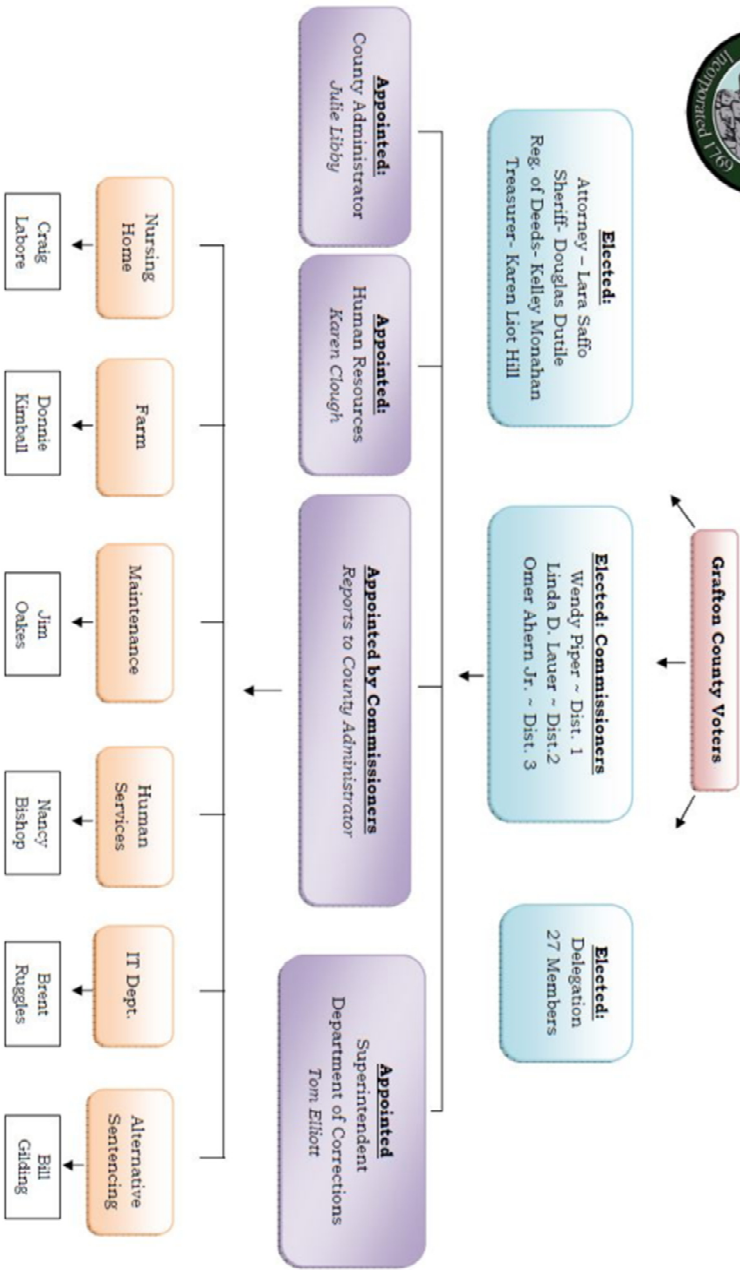 Incorporated 1769
Grafton County Voters
Elected:
Attorney – Lara Saffo
Sheriff- Douglas Dutile
Reg. of Deeds- Kelley Monahan
Treasurer- Karen Liot Hill
Elected: Commissioners
Wendy Piper ~ Dist. 1
Linda D. Lauer ~ Dist.2
Omer Ahern Jr. ~ Dist. 3
Elected:
Delegation
27 Members
Appointed:
County Administrator
Julie Libby
Appointed:
Human Resources
Karen Clough
Appointed by Commissioners
Reports to County Administrator
Appointed
Superintendent
Department of Corrections
Tom Elliott
Nursing
Home
Farm
Maintenance
Human
Services
IT Dept.
Alternative
Sentencing
Craig
Labore
Donnie
Kimball
Jim
Oakes
Nancy
Bishop
Brent
Ruggles
Bill
Gilding